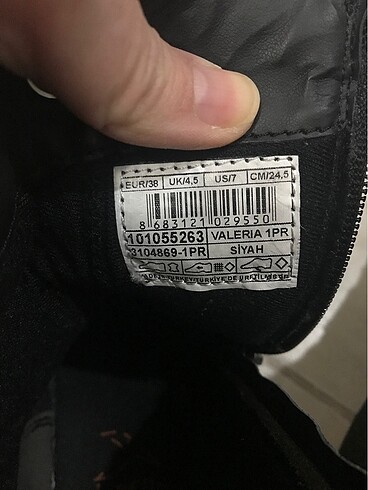 EUR/38 UK/4,5 US/7 CM/24,5
8 683121 029550
101055263 VALERIA 1PR
3104869-1PR SİYAH